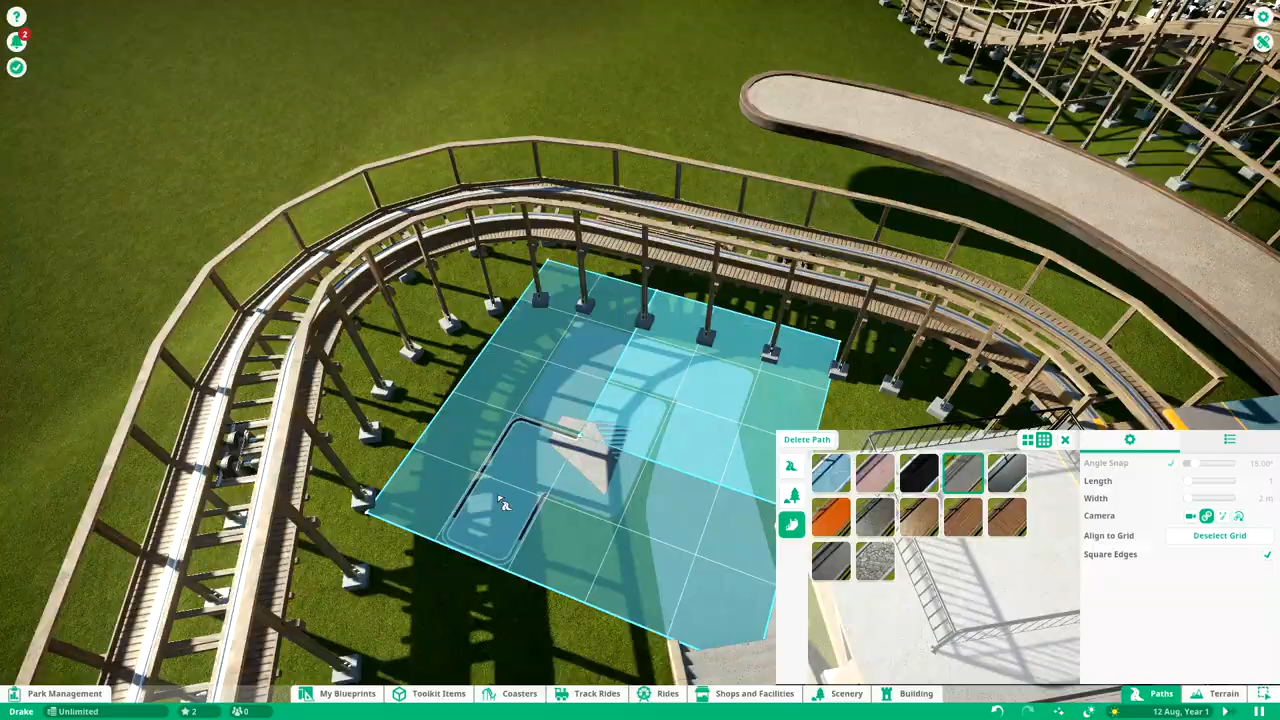 ?
2
Delete Path
Angle Snap 15.00°
Length 1
Width 2 m
Camera
Align to Grid Deselect Grid
Square Edges
Park Management My Blueprints Toolkit Items Coasters Track Rides Rides Shops and Facilities Scenery Building Paths Terrain
Drake Unlimited 2 0 12 Aug, Year 1